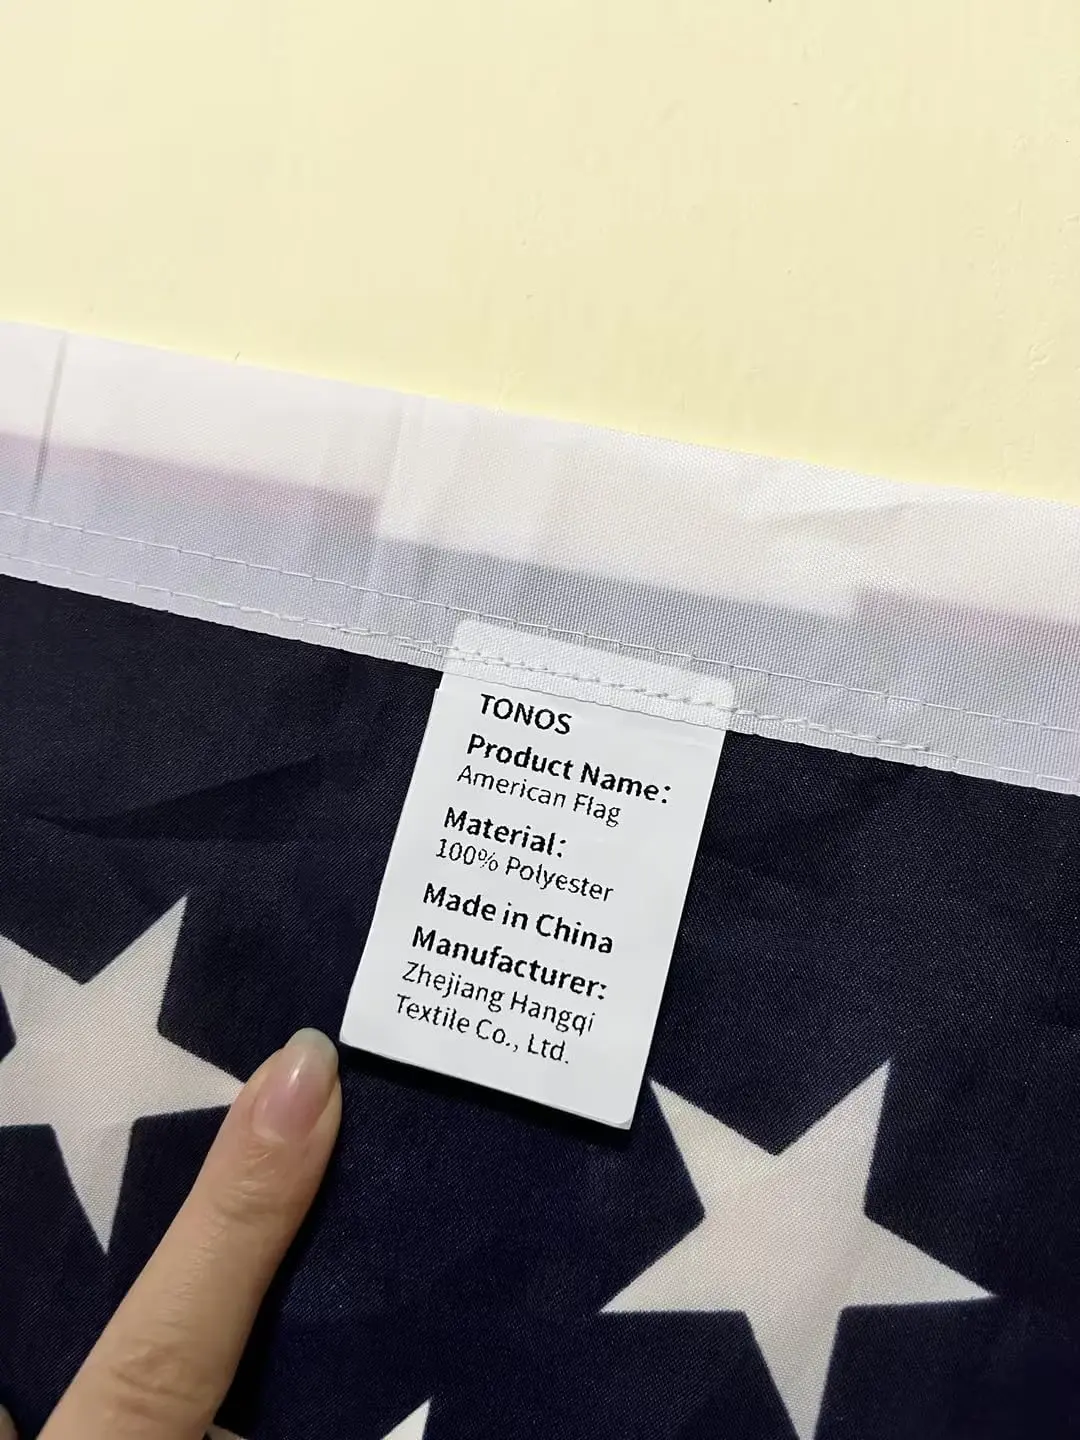 TONOS
Product Name:
American Flag
Material:
100% Polyester
Made in China
Manufacturer:
Zhejiang Hangqi
Textile Co., Ltd.